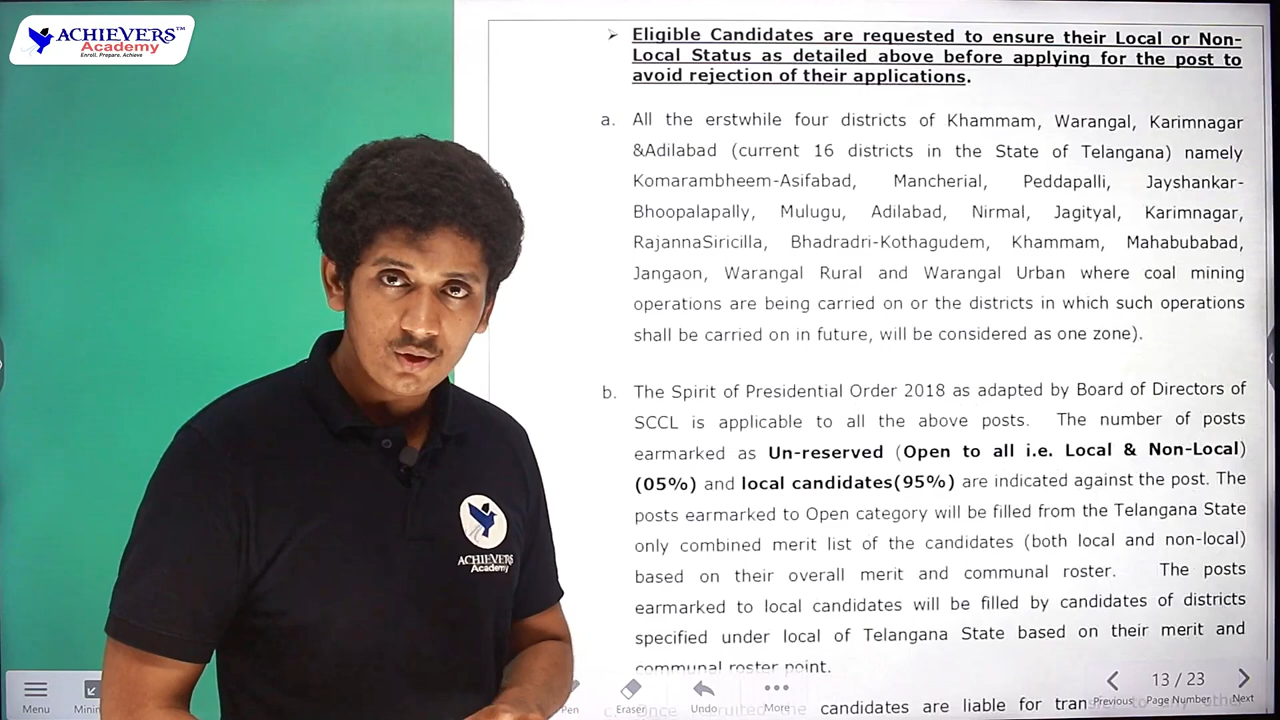 ACHIEVERS™
Academy
Enroll. Prepare. Achieve
➢ Eligible Candidates are requested to ensure their Local or Non-
Local Status as detailed above before applying for the post to
avoid rejection of their applications.
a. All the erstwhile four districts of Khammam, Warangal, Karimnagar
&Adilabad (current 16 districts in the State of Telangana) namely
Komarambheem-Asifabad, Mancherial, Peddapalli, Jayshankar-
Bhoopalapally, Mulugu, Adilabad, Nirmal, Jagityal, Karimnagar,
RajannaSiricilla, Bhadradri-Kothagudem, Khammam, Mahabubabad,
Jangaon, Warangal Rural and Warangal Urban where coal mining
operations are being carried on or the districts in which such operations
shall be carried on in future, will be considered as one zone).
b. The Spirit of Presidential Order 2018 as adapted by Board of Directors of
SCCL is applicable to all the above posts. The number of posts
earmarked as Un-reserved (Open to all i.e. Local & Non-Local)
(05%) and local candidates(95%) are indicated against the post. The
posts earmarked to Open category will be filled from the Telangana State
only combined merit list of the candidates (both local and non-local)
based on their overall merit and communal roster. The posts
earmarked to local candidates will be filled by candidates of districts
specified under local of Telangana State based on their merit and
communal roster point.
c. Once recruited the candidates are liable for transfer to any other
ACHIEVERS
Academy
Menu Minim Pen Eraser Undo More Previous 13 / 23 Page Number Next